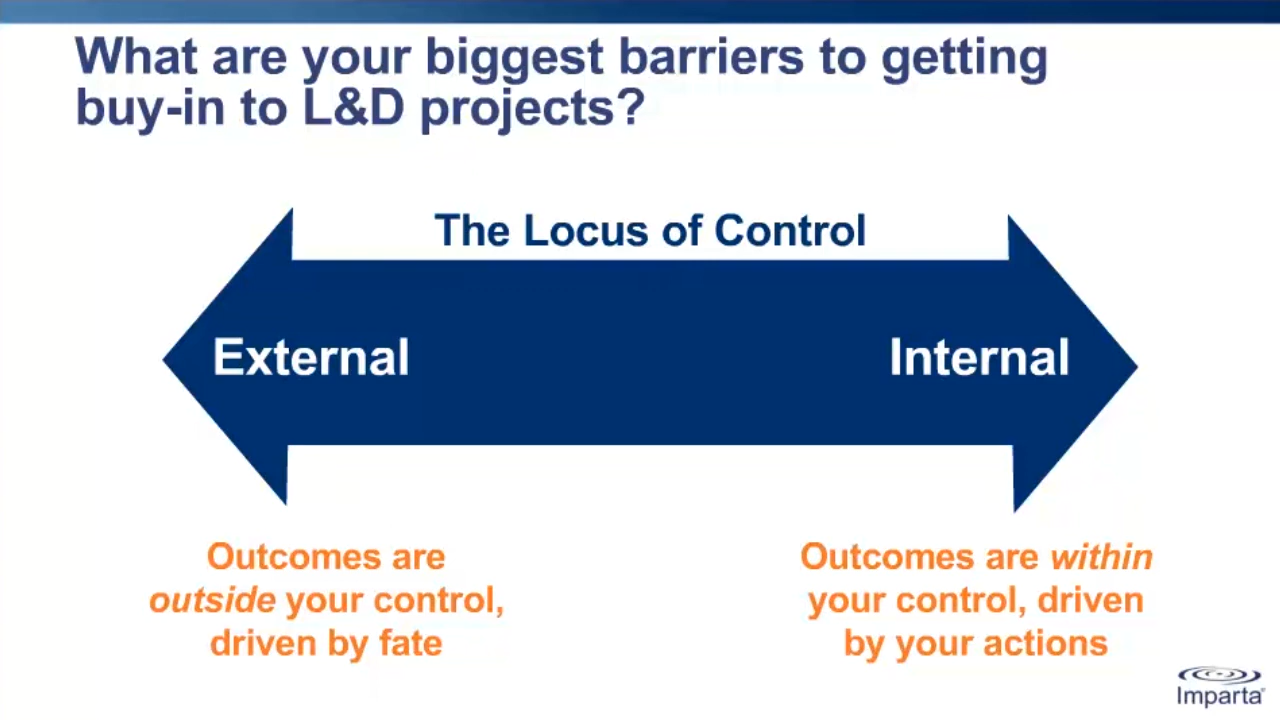 What are your biggest barriers to getting
buy-in to L&D projects?
The Locus of Control
External
Internal
Outcomes are
outside your control,
driven by fate
Outcomes are within
your control, driven
by your actions
Imparta®